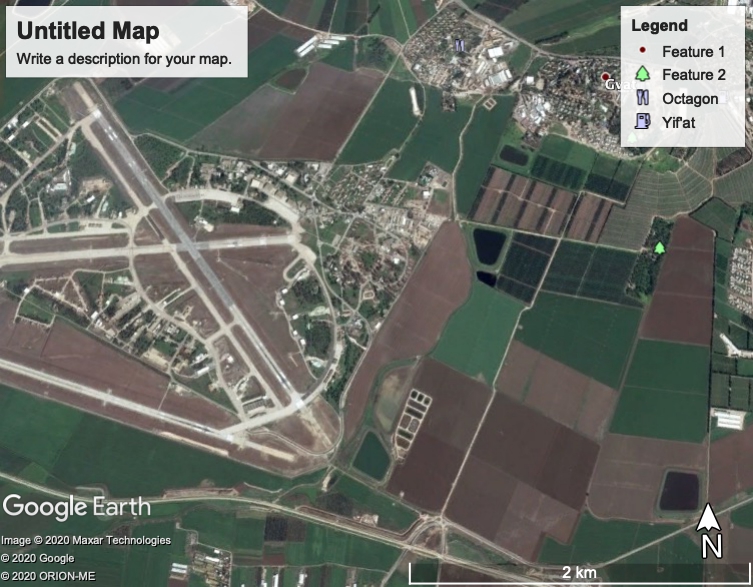 Untitled Map
Write a description for your map.
Legend
Feature 1
Feature 2
Octagon
Yif'at
Google Earth
Image © 2020 Maxar Technologies
© 2020 Google
© 2020 ORION-ME
2 km
N